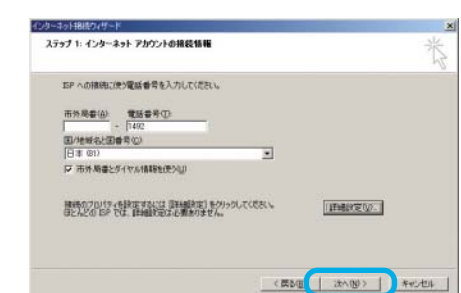 インターネット接続ウィザード
ステップ 1: インターネット アカウントの接続情報
ISP への接続に使う電話番号を入力してください。
市外局番(A) 電話番号(T)
- 1492
国/地域名と国番号(C)
日本 (81)
市外局番とダイヤル情報を使う(U)
接続のプロパティを設定するには [詳細設定] をクリックしてください。
ほとんどの ISP では、詳細設定は必要ありません。
詳細設定(V)...
< 戻る(B) 次へ(N) > キャンセル